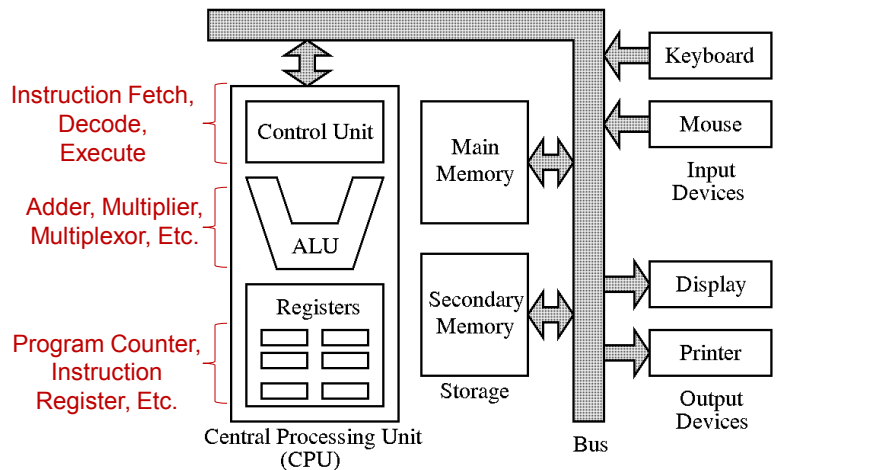 Instruction Fetch,
Decode,
Execute
Adder, Multiplier,
Multiplexor, Etc.
Program Counter,
Instruction
Register, Etc.
Control Unit
ALU
Registers
Central Processing Unit
(CPU)
Main
Memory
Secondary
Memory
Storage
Bus
Keyboard
Mouse
Input
Devices
Display
Printer
Output
Devices